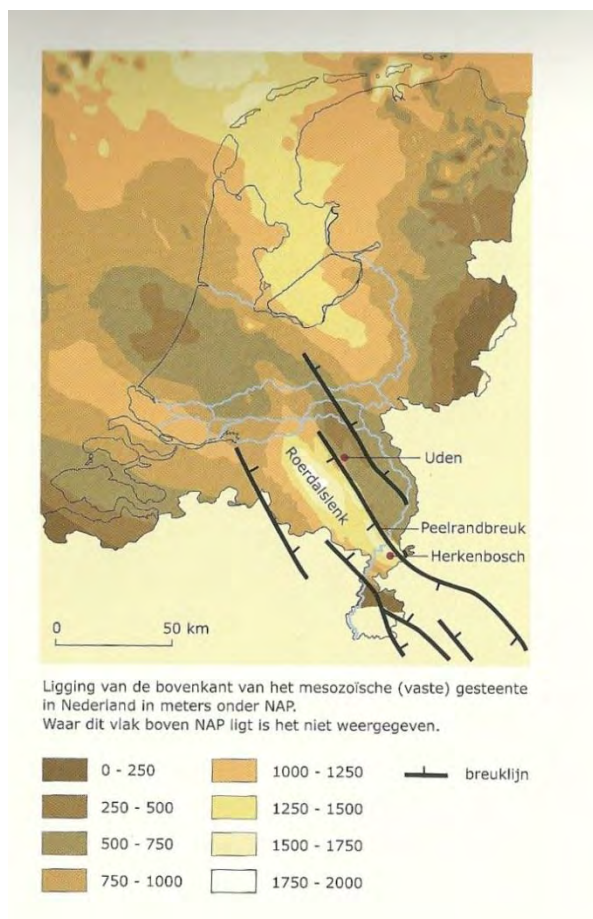 Uden
Roerdalslenk
Peelrandbreuk
Herkenbosch
0 50 km
Ligging van de bovenkant van het mesozoïsche (vaste) gesteente
in Nederland in meters onder NAP.
Waar dit vlak boven NAP ligt is het niet weergegeven.
0 - 250
1000 - 1250
breuklijn
250 - 500
1250 - 1500
500 - 750
1500 - 1750
750 - 1000
1750 - 2000